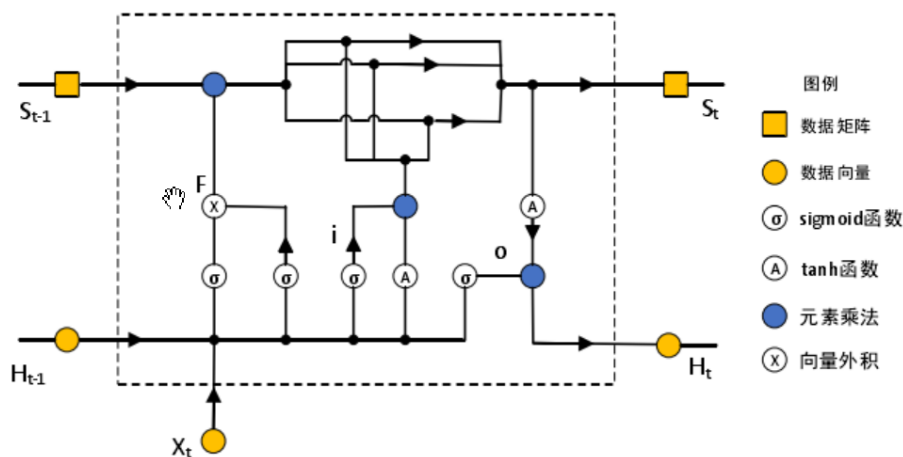 图例
S_{t-1}
S_t
数据矩阵
数据向量
F
X
A
σ sigmoid函数
i
o
σ
σ
σ
A
σ
A tanh函数
元素乘法
H_{t-1}
H_t
X 向量外积
X_t